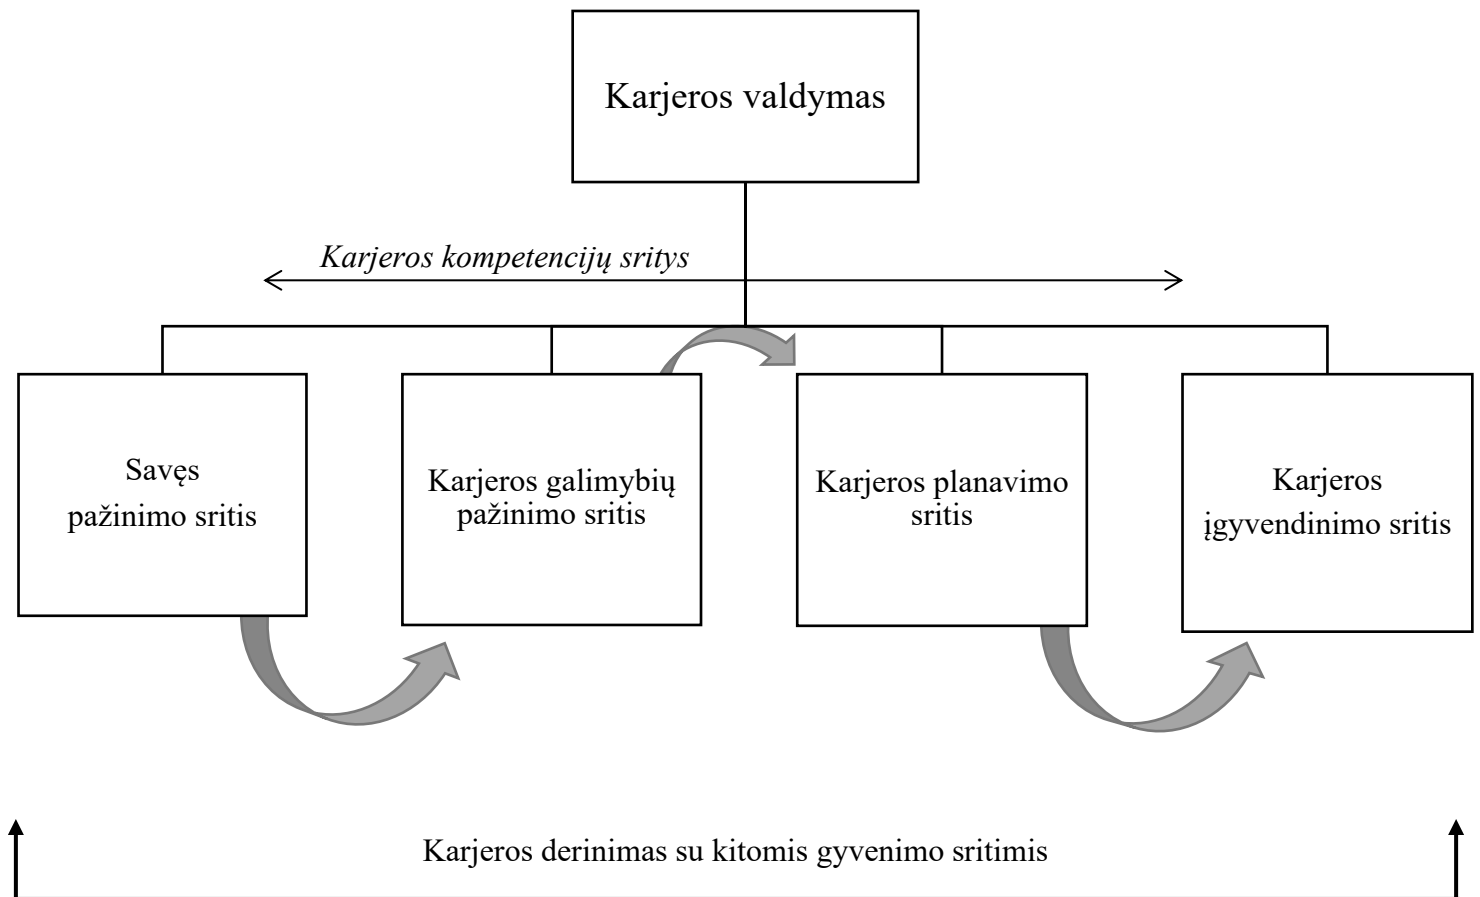 Karjeros valdymas
Karjeros kompetencijų sritys
Savęs
pažinimo sritis
Karjeros galimybių
pažinimo sritis
Karjeros planavimo
sritis
Karjeros
įgyvendinimo sritis
Karjeros derinimas su kitomis gyvenimo sritimis